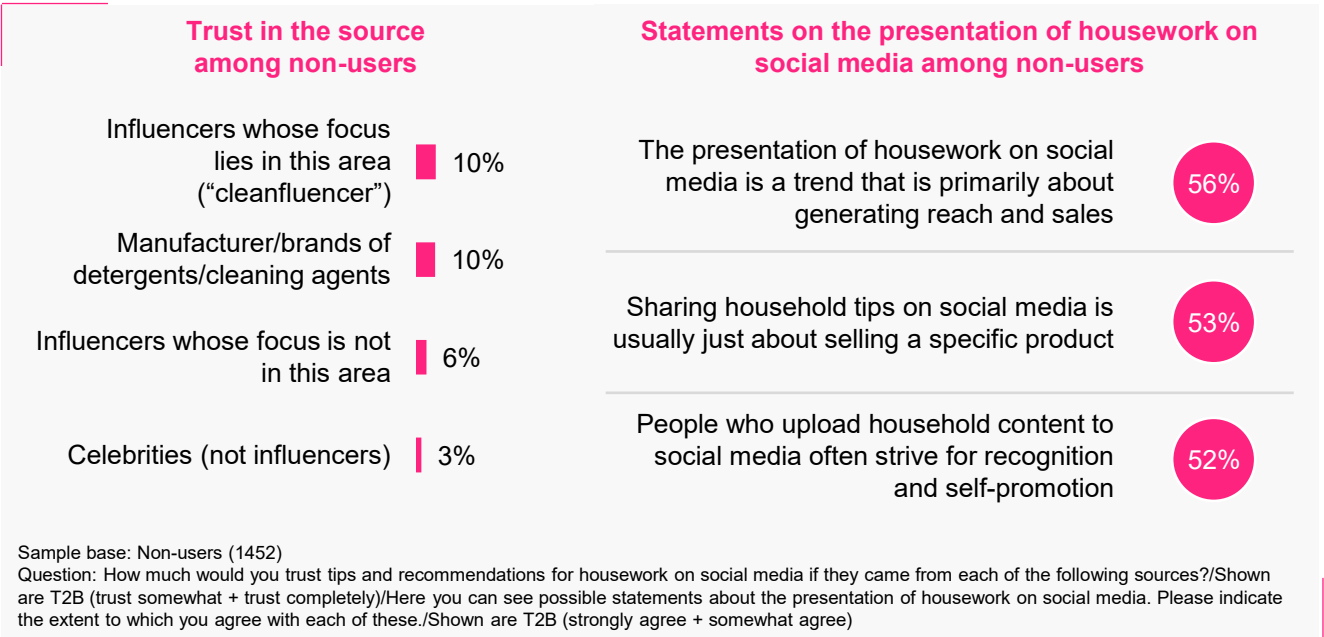 Trust in the source
among non-users
Influencers whose focus
lies in this area
(“cleanfluencer”)
10%
Manufacturer/brands of
detergents/cleaning agents
10%
Influencers whose focus is not
in this area
6%
Celebrities (not influencers)
3%
Statements on the presentation of housework on
social media among non-users
The presentation of housework on social
media is a trend that is primarily about
generating reach and sales
56%
Sharing household tips on social media is
usually just about selling a specific product
53%
People who upload household content to
social media often strive for recognition
and self-promotion
52%
Sample base: Non-users (1452)
Question: How much would you trust tips and recommendations for housework on social media if they came from each of the following sources?/Shown
are T2B (trust somewhat + trust completely)/Here you can see possible statements about the presentation of housework on social media. Please indicate
the extent to which you agree with each of these./Shown are T2B (strongly agree + somewhat agree)